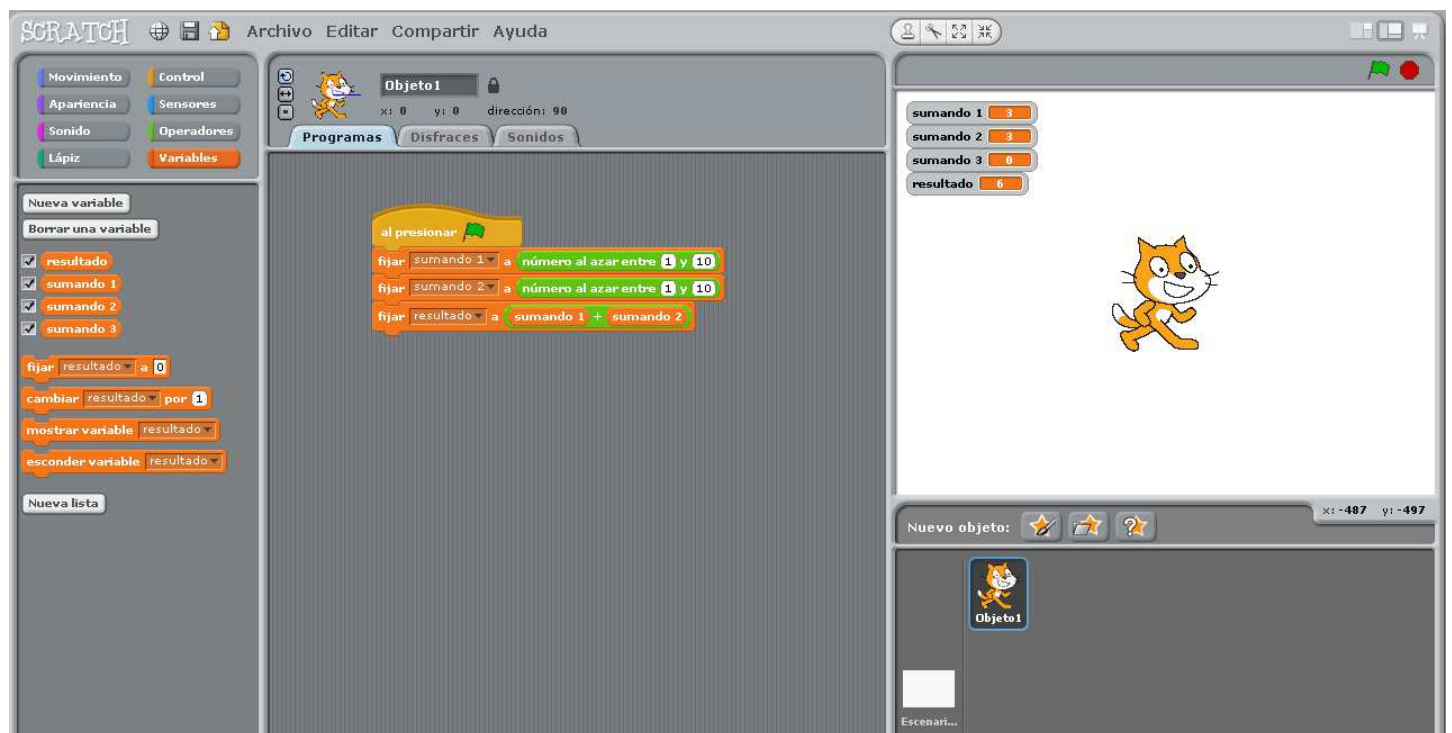 SCRATCH Archivo Editar Compartir Ayuda
Movimiento Control
Apariencia Sensores
Sonido Operadores
Lápiz Variables
Nueva variable
Borrar una variable
resultado
sumando 1
sumando 2
sumando 3
fijar resultado a 0
cambiar resultado por 1
mostrar variable resultado
esconder variable resultado
Nueva lista
Objeto1
x: 0 y: 0 dirección: 90
Programas Disfraces Sonidos
al presionar
fijar sumando 1 a número al azar entre 1 y 10
fijar sumando 2 a número al azar entre 1 y 10
fijar resultado a sumando 1 + sumando 2
sumando 1 3
sumando 2 3
sumando 3 0
resultado 6
x: -487 y: -497
Nuevo objeto:
Objeto1
Escenari...